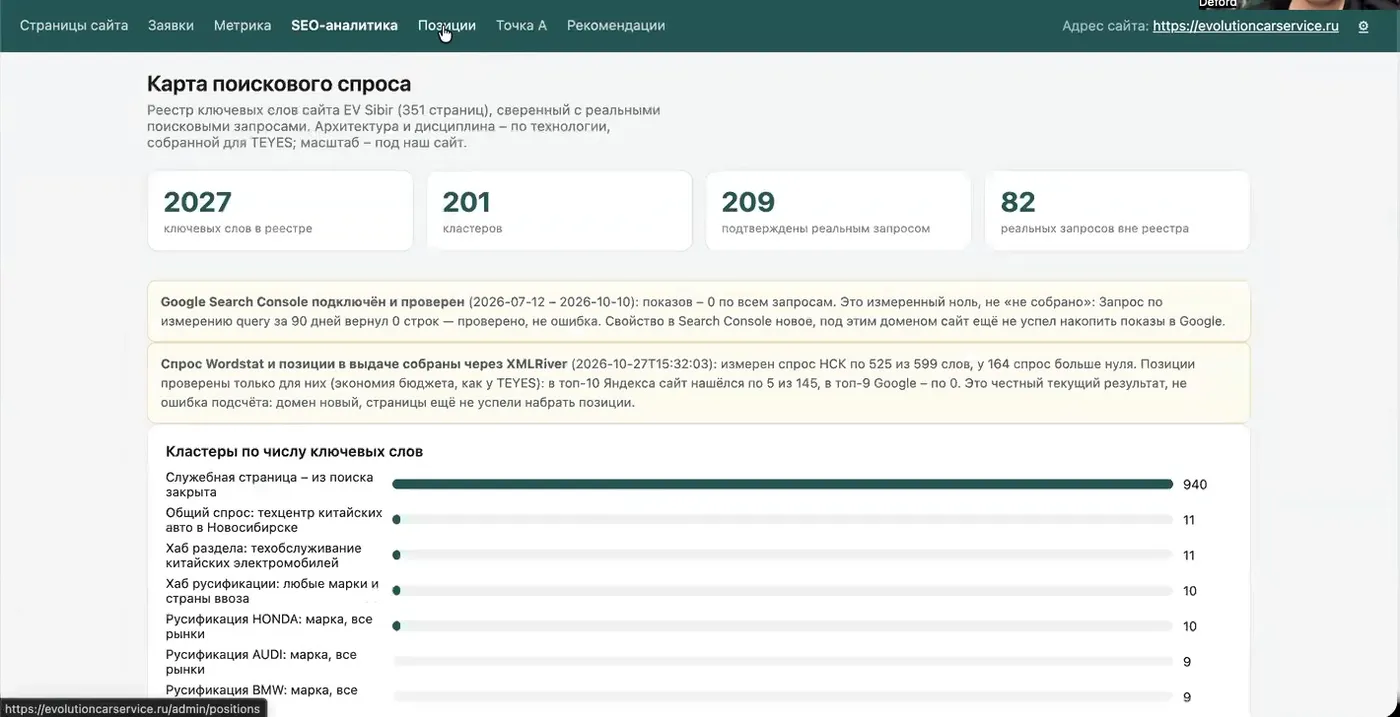 Deford
Страницы сайта Заявки Метрика SEO-аналитика Позиции Точка А Рекомендации Адрес сайта: https://evolutioncarservice.ru
Карта поискового спроса
Реестр ключевых слов сайта EV Sibir (351 страниц), сверенный с реальными
поисковыми запросами. Архитектура и дисциплина – по технологии,
собранной для TEYES; масштаб – под наш сайт.
2027 201 209 82
ключевых слов в реестре кластеров подтверждены реальным запросом реальных запросов вне реестра
Google Search Console подключён и проверен (2026-07-12 – 2026-10-10): показов – 0 по всем запросам. Это измеренный ноль, не «не собрано»: Запрос по
измерению query за 90 дней вернул 0 строк — проверено, не ошибка. Свойство в Search Console новое, под этим доменом сайт ещё не успел накопить показы в Google.
Спрос Wordstat и позиции в выдаче собраны через XMLRiver (2026-10-27T15:32:03): измерен спрос НСК по 525 из 599 слов, у 164 спрос больше нуля. Позиции
проверены только для них (экономия бюджета, как у TEYES): в топ-10 Яндекса сайт нашёлся по 5 из 145, в топ-9 Google – по 0. Это честный текущий результат, не
ошибка подсчёта: домен новый, страницы ещё не успели набрать позиции.
Кластеры по числу ключевых слов
Служебная страница – из поиска
закрыта 940
Общий спрос: техцентр китайских
авто в Новосибирске 11
Хаб раздела: техобслуживание
китайских электромобилей 11
Хаб русификации: любые марки и
страны ввоза 10
Русификация HONDA: марка, все
рынки 10
Русификация AUDI: марка, все
рынки 9
Русификация BMW: марка, все
9
https://evolutioncarservice.ru/admin/positions